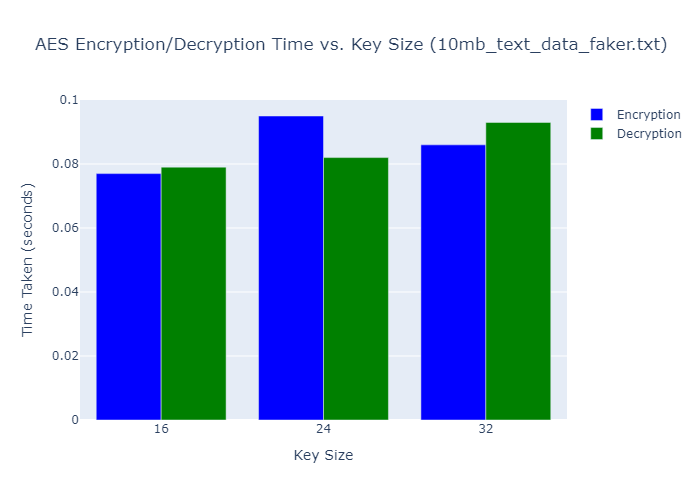 AES Encryption/Decryption Time vs. Key Size (10mb_text_data_faker.txt)
Encryption
Decryption
0.1
0.08
0.06
0.04
0.02
0
Time Taken (seconds)
16
24
32
Key Size